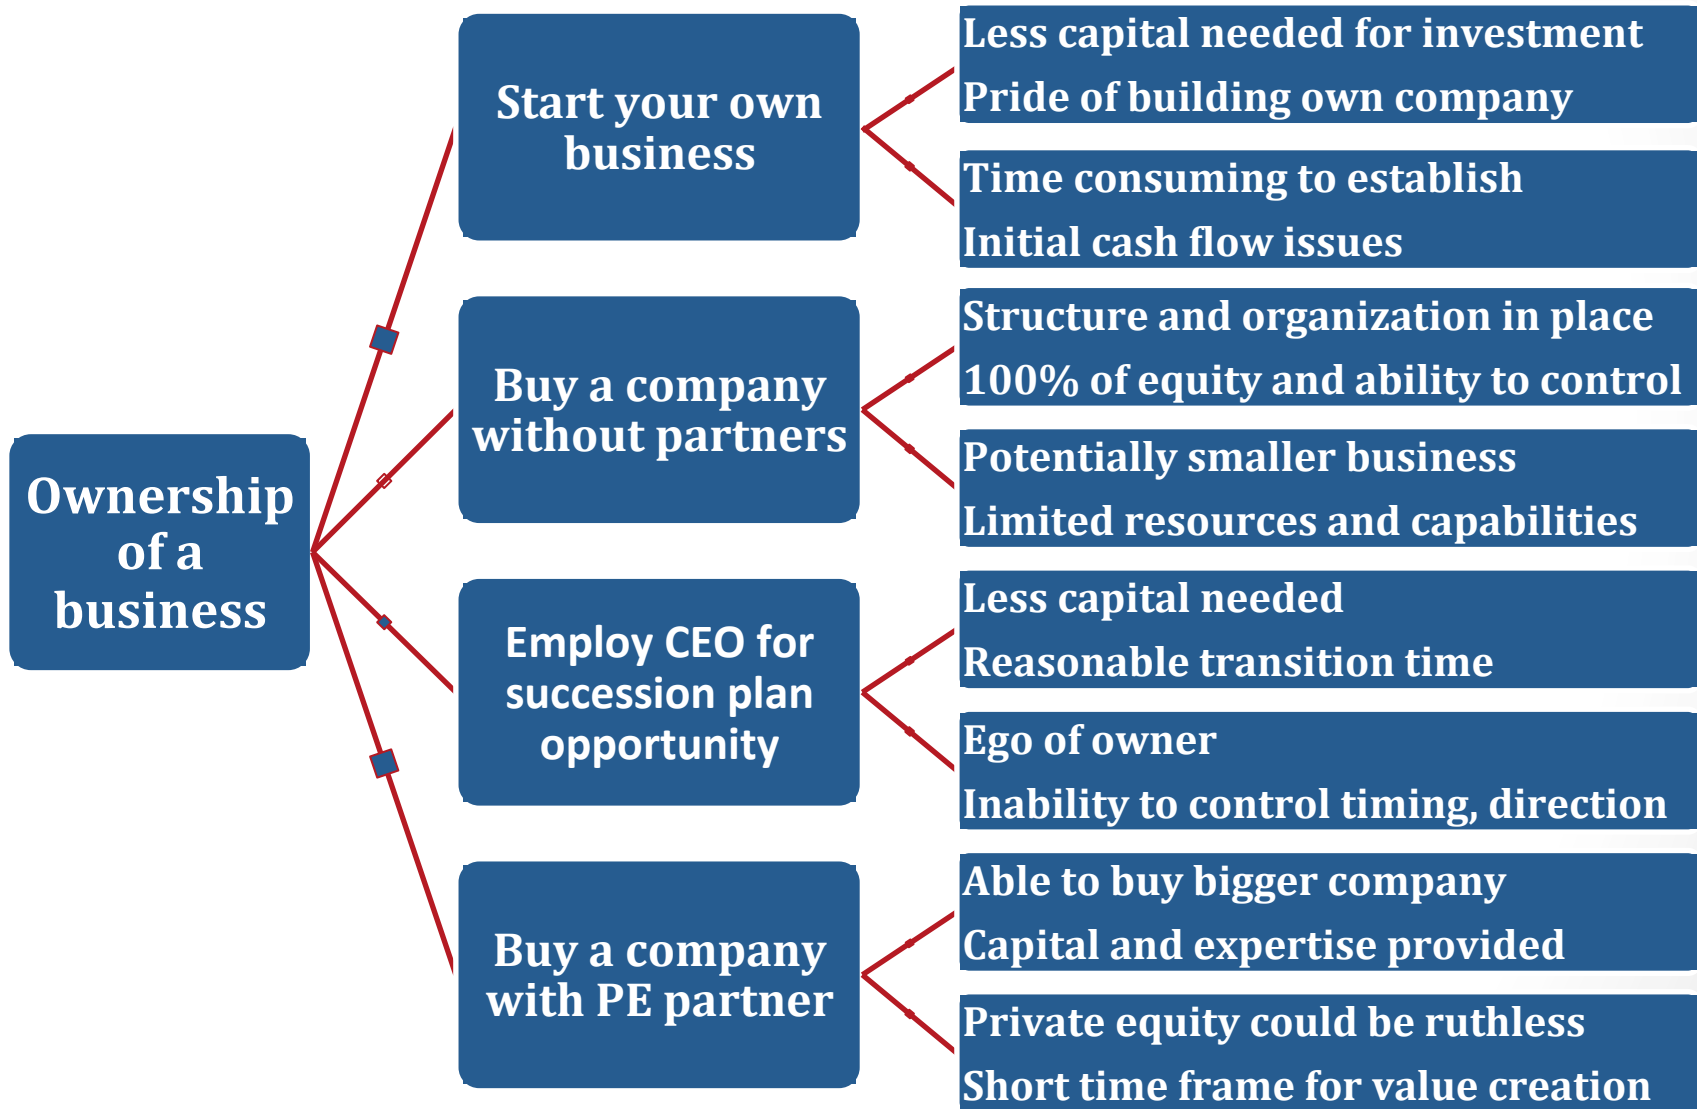 Ownership
of a
business
Start your own
business
Less capital needed for investment
Pride of building own company
Time consuming to establish
Initial cash flow issues
Buy a company
without partners
Structure and organization in place
100% of equity and ability to control
Potentially smaller business
Limited resources and capabilities
Employ CEO for
succession plan
opportunity
Less capital needed
Reasonable transition time
Ego of owner
Inability to control timing, direction
Buy a company
with PE partner
Able to buy bigger company
Capital and expertise provided
Private equity could be ruthless
Short time frame for value creation